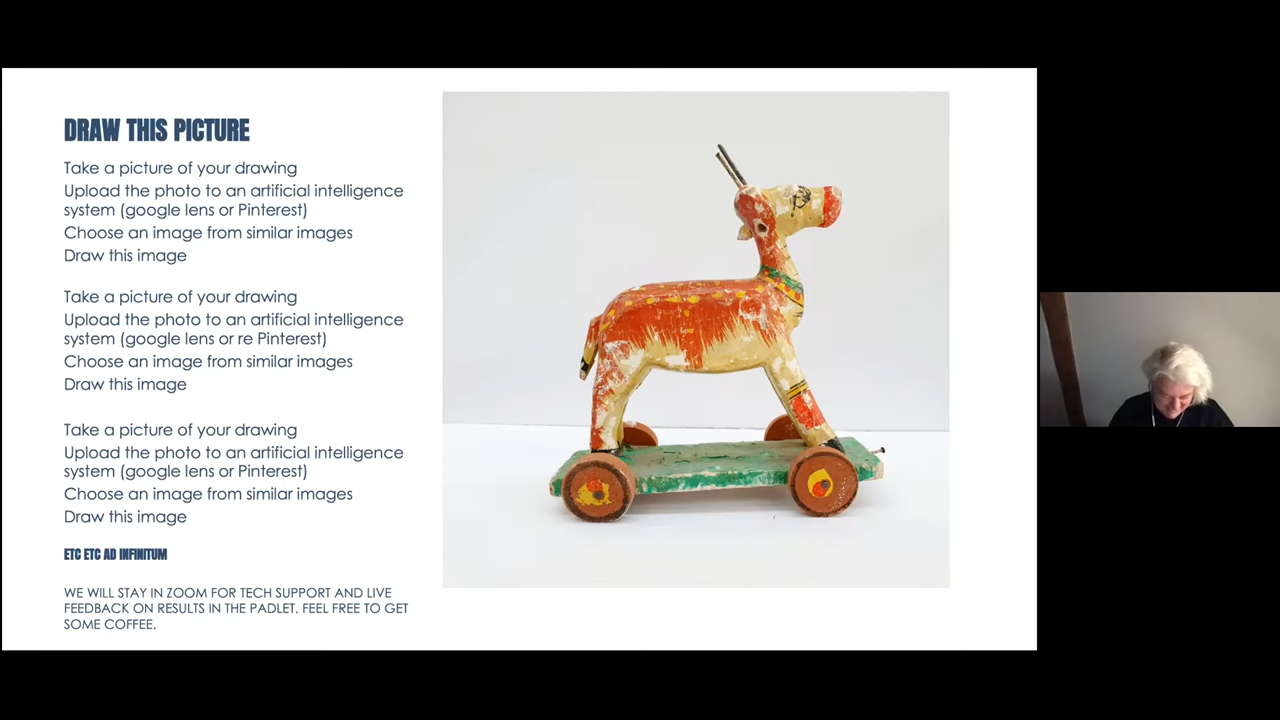 DRAW THIS PICTURE
Take a picture of your drawing
Upload the photo to an artificial intelligence
system (google lens or Pinterest)
Choose an image from similar images
Draw this image
Take a picture of your drawing
Upload the photo to an artificial intelligence
system (google lens or re Pinterest)
Choose an image from similar images
Draw this image
Take a picture of your drawing
Upload the photo to an artificial intelligence
system (google lens or Pinterest)
Choose an image from similar images
Draw this image
ETC ETC AD INFINITUM
WE WILL STAY IN ZOOM FOR TECH SUPPORT AND LIVE
FEEDBACK ON RESULTS IN THE PADLET. FEEL FREE TO GET
SOME COFFEE.